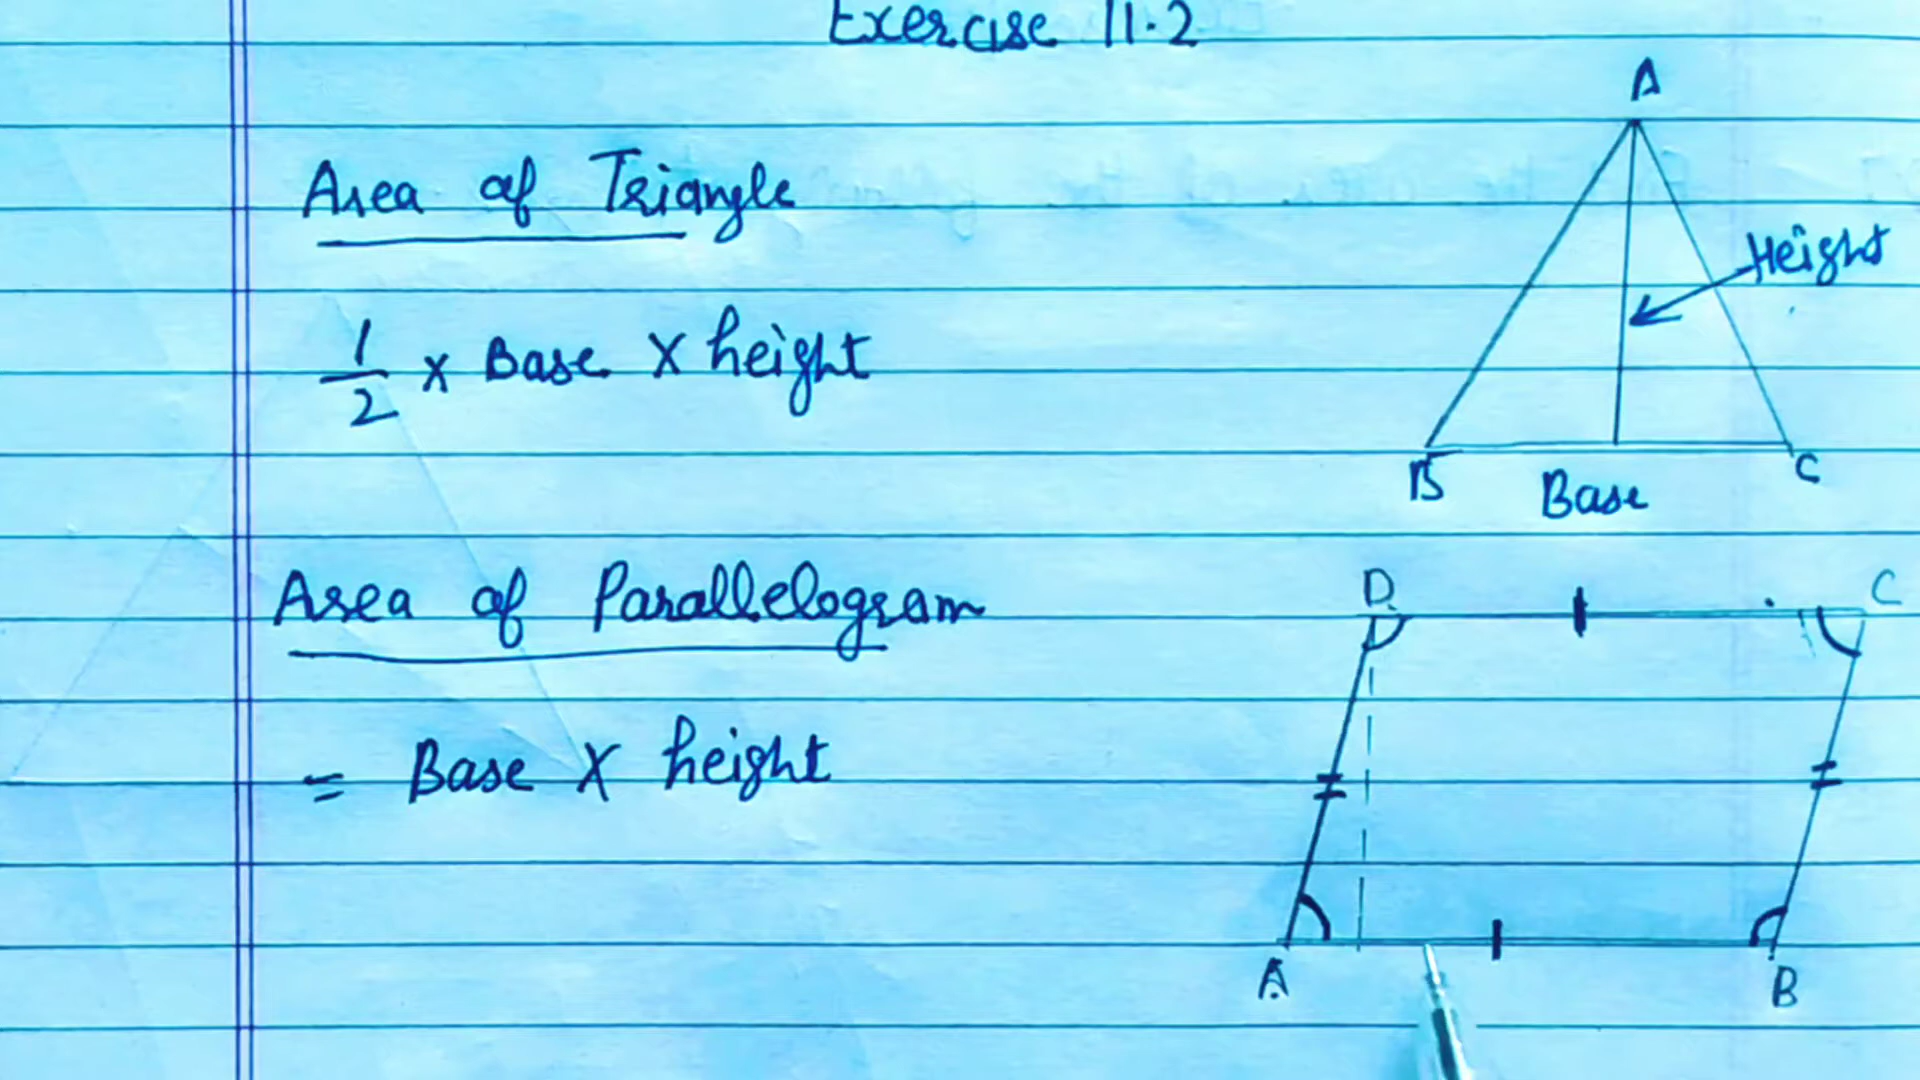 Exercise 11.2
A
Area of Triangle
Height
1/2 x Base x height
B
C
Base
D
C
Area of Parallelogram
= Base x height
A
B